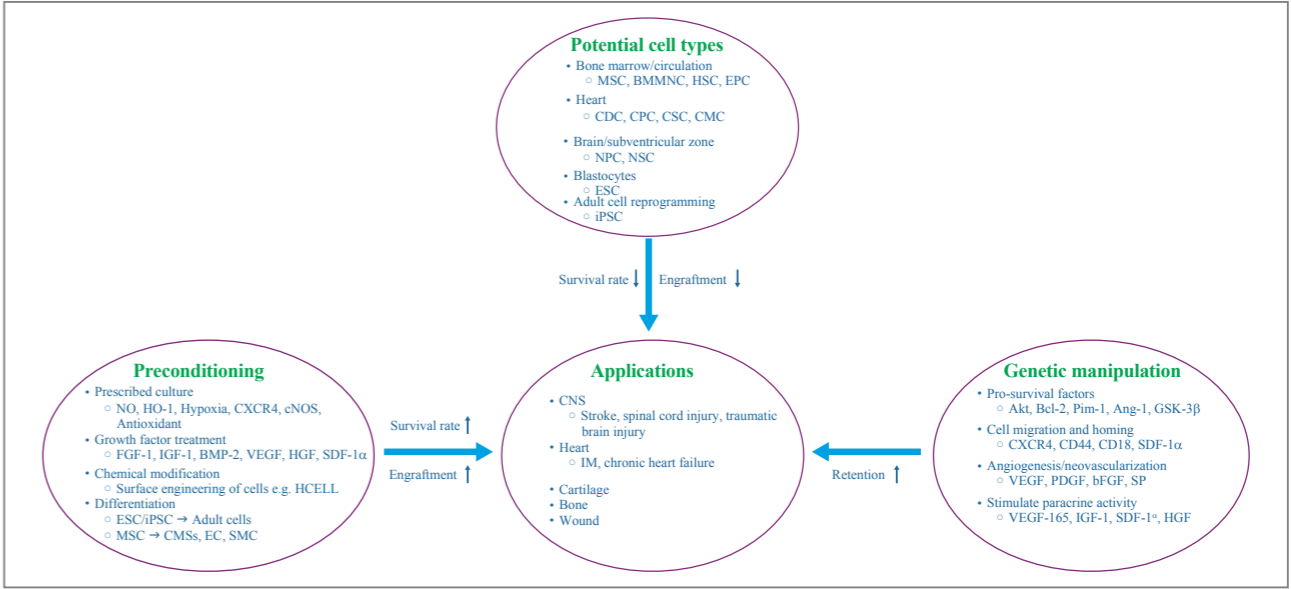 Potential cell types
• Bone marrow/circulation
○ MSC, BMMNC, HSC, EPC
• Heart
○ CDC, CPC, CSC, CMC
• Brain/subventricular zone
○ NPC, NSC
• Blastocytes
○ ESC
• Adult cell reprogramming
○ iPSC
Survival rate ↓ Engraftment ↓
Preconditioning
• Prescribed culture
○ NO, HO-1, Hypoxia, CXCR4, cNOS,
Antioxidant
• Growth factor treatment
○ FGF-1, IGF-1, BMP-2, VEGF, HGF, SDF-1α
• Chemical modification
○ Surface engineering of cells e.g. HCELL
• Differentiation
○ ESC/iPSC → Adult cells
○ MSC → CMSs, EC, SMC
Survival rate ↑
Engraftment ↑
Applications
• CNS
○ Stroke, spinal cord injury, traumatic
brain injury
• Heart
○ IM, chronic heart failure
• Cartilage
• Bone
• Wound
Retention ↑
Genetic manipulation
• Pro-survival factors
○ Akt, Bcl-2, Pim-1, Ang-1, GSK-3β
• Cell migration and homing
○ CXCR4, CD44, CD18, SDF-1α
• Angiogenesis/neovascularization
○ VEGF, PDGF, bFGF, SP
• Stimulate paracrine activity
○ VEGF-165, IGF-1, SDF-1ᵅ, HGF